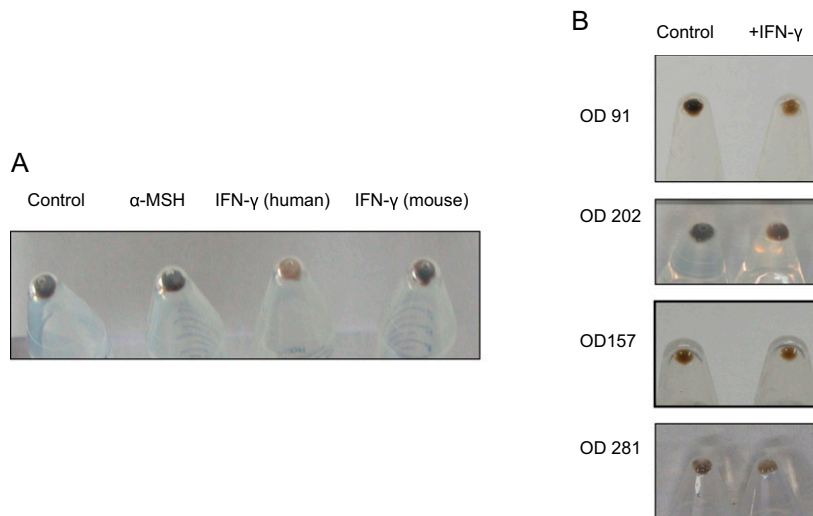 A
Control α-MSH IFN-γ (human) IFN-γ (mouse)
B
Control +IFN-γ
OD 91
OD 202
OD157
OD 281